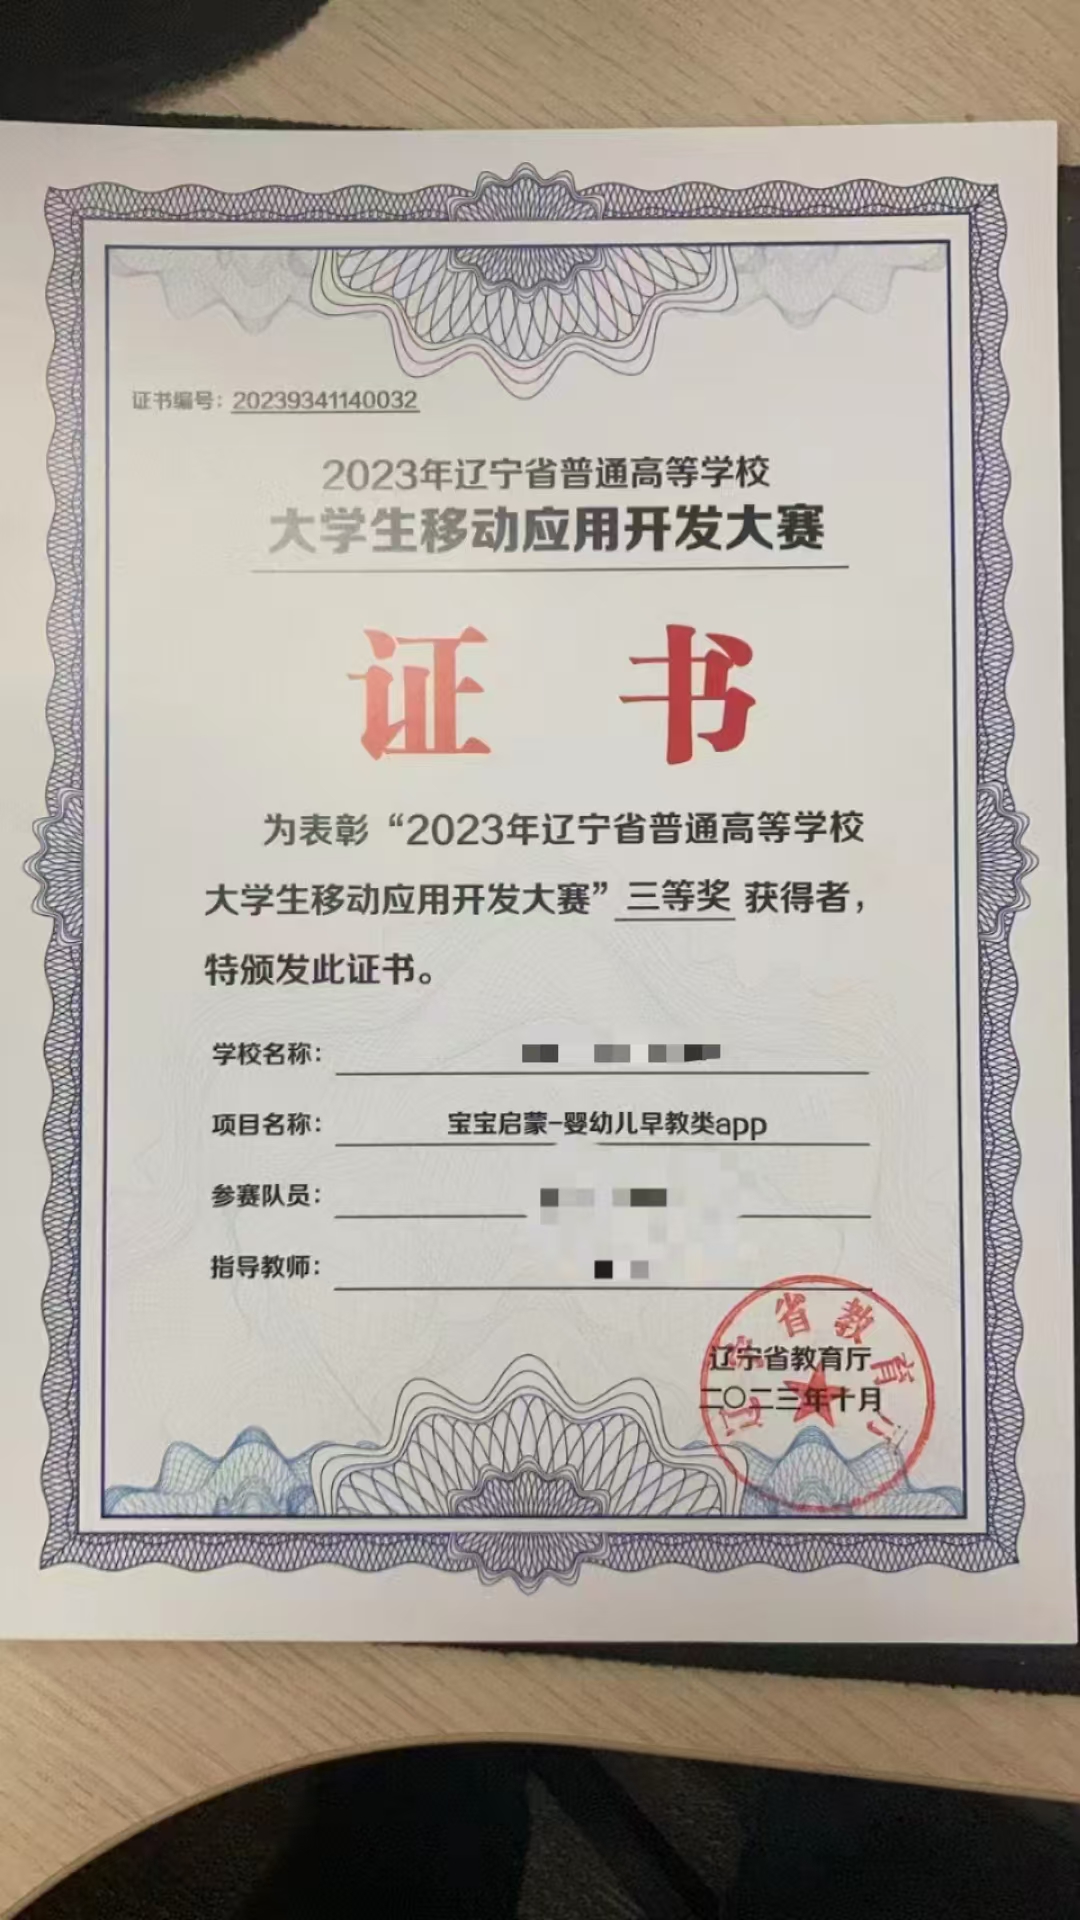 证书编号：20239341140032
2023年辽宁省普通高等学校
大学生移动应用开发大赛
证 书
为表彰“2023年辽宁省普通高等学校
大学生移动应用开发大赛”三等奖 获得者，
特颁发此证书。
学校名称：
项目名称： 宝宝启蒙-婴幼儿早教类app
参赛队员：
指导教师：
辽宁省教育厅
二〇二三年十月
辽宁省教育厅